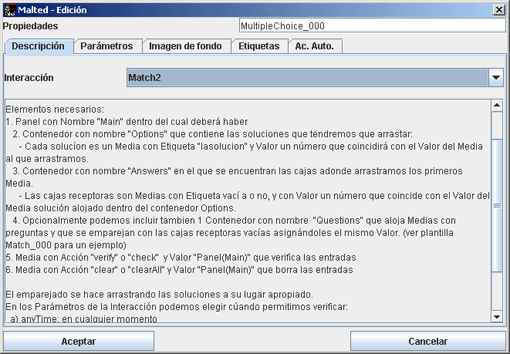 Malted - Edición
Propiedades
MultipleChoice_000
Descripción Parámetros Imagen de fondo Etiquetas Ac. Auto.
Interacción
Match2
Elementos necesarios:
1. Panel con Nombre "Main" dentro del cual deberá haber
2. Contenedor con nombre "Options" que contiene las soluciones que tendremos que arrastar:
- Cada solucíon es un Media con Etiqueta "lasolucion" y Valor un número que coincidirá con el Valor del Media
al que arrastramos.
3. Contenedor con nombre "Answers" en el que se encuentran las cajas adonde arrastramos los primeros
Media.
- Las cajas receptoras son Medias con Etiqueta vací a o no, y con Valor un número que coincide con el Valor del
Media solución alojado dentro del contenedor Options.
4. Opcionalmente podemos incluir tambien 1 Contenedor con nombre "Questions" que aloja Medias con
preguntas y que se emparejan con las cajas receptoras vacías asignándoles el mismo Valor. (ver plantilla
Match_000 para un ejemplo)
5. Media con Acción "verify" o "check" y Valor "Panel(Main)" que verifica las entradas
6. Media con Acción "clear" o "clearAll" y Valor "Panel(Main)" que borra las entradas
El emparejado se hace arrastrando las soluciones a su lugar apropiado.
En los Parámetros de la Interacción podemos elegir cúando permitimos verificar:
a) anyTime: en cualquier momento
Aceptar
Cancelar